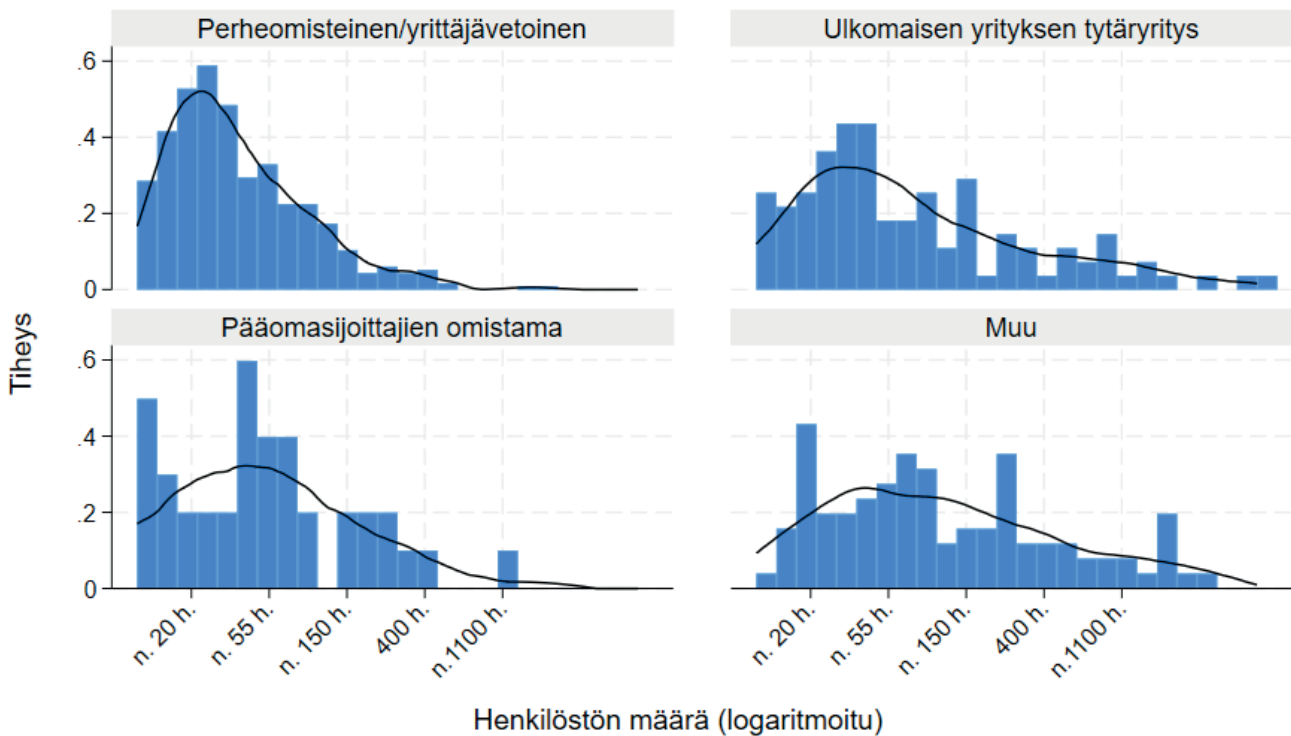 Perheomisteinen/yrittäjävetoinen
Ulkomaisen yrityksen tytäryritys
.6
.4
.2
0
Pääomasijoittajien omistama
Muu
.6
.4
.2
0
Tiheys
n. 20 h.
n. 55 h.
n. 150 h.
400 h.
n.1100 h.
n. 20 h.
n. 55 h.
n. 150 h.
400 h.
n.1100 h.
Henkilöstön määrä (logaritmoitu)